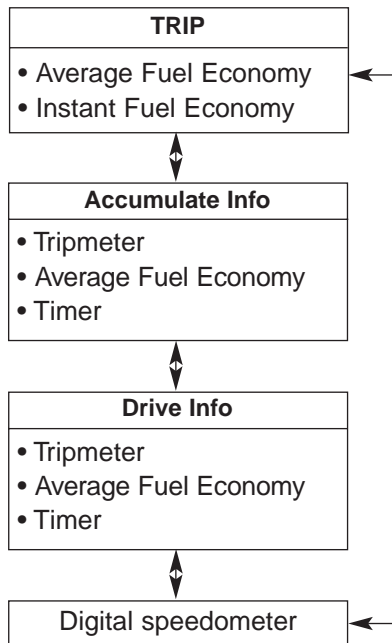 TRIP
• Average Fuel Economy
• Instant Fuel Economy
Accumulate Info
• Tripmeter
• Average Fuel Economy
• Timer
Drive Info
• Tripmeter
• Average Fuel Economy
• Timer
Digital speedometer